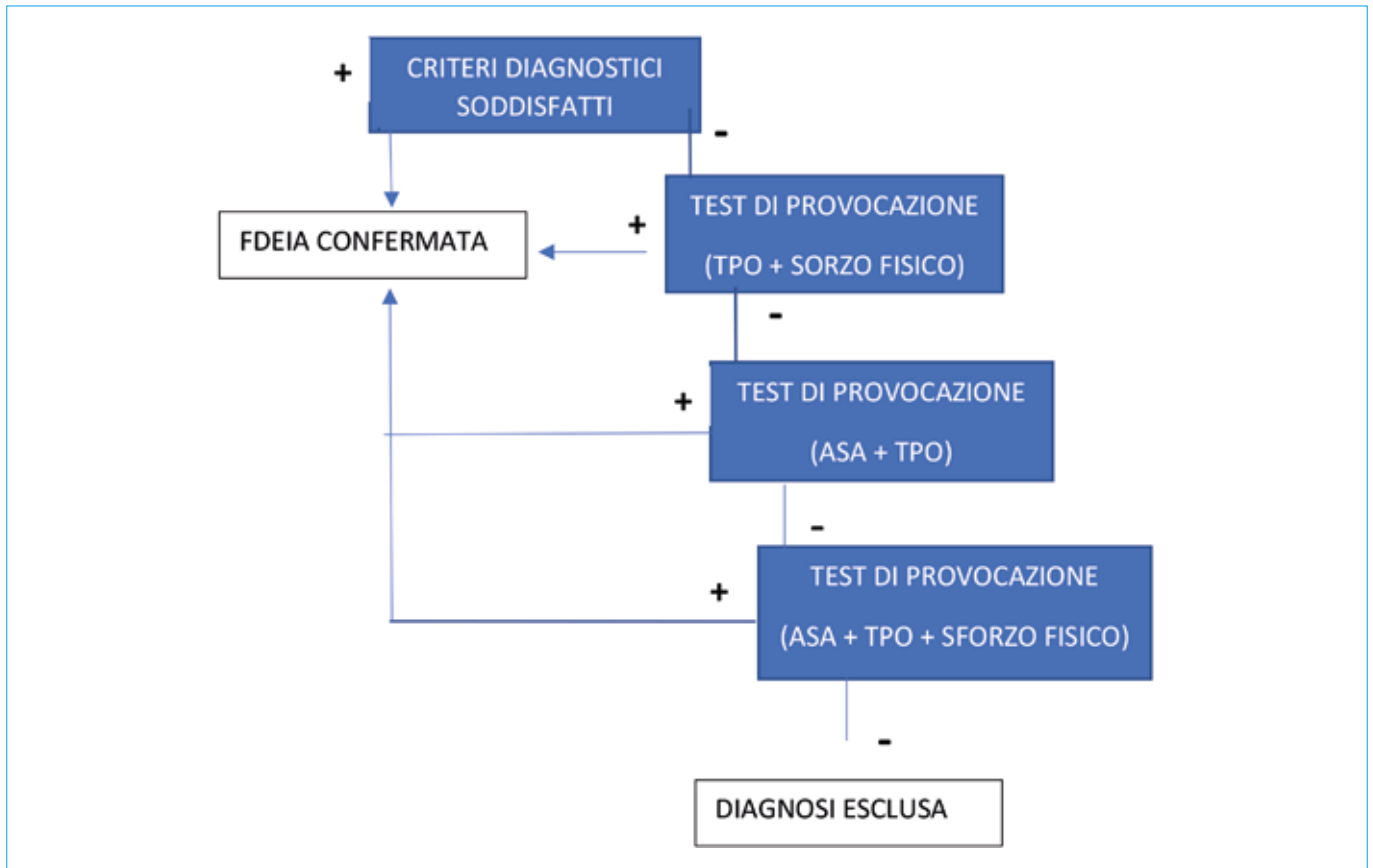 +
CRITERI DIAGNOSTICI
SODDISFATTI
-
FDEIA CONFERMATA
+
TEST DI PROVOCAZIONE
(TPO + SORZO FISICO)
-
+
TEST DI PROVOCAZIONE
(ASA + TPO)
-
+
TEST DI PROVOCAZIONE
(ASA + TPO + SFORZO FISICO)
-
DIAGNOSI ESCLUSA